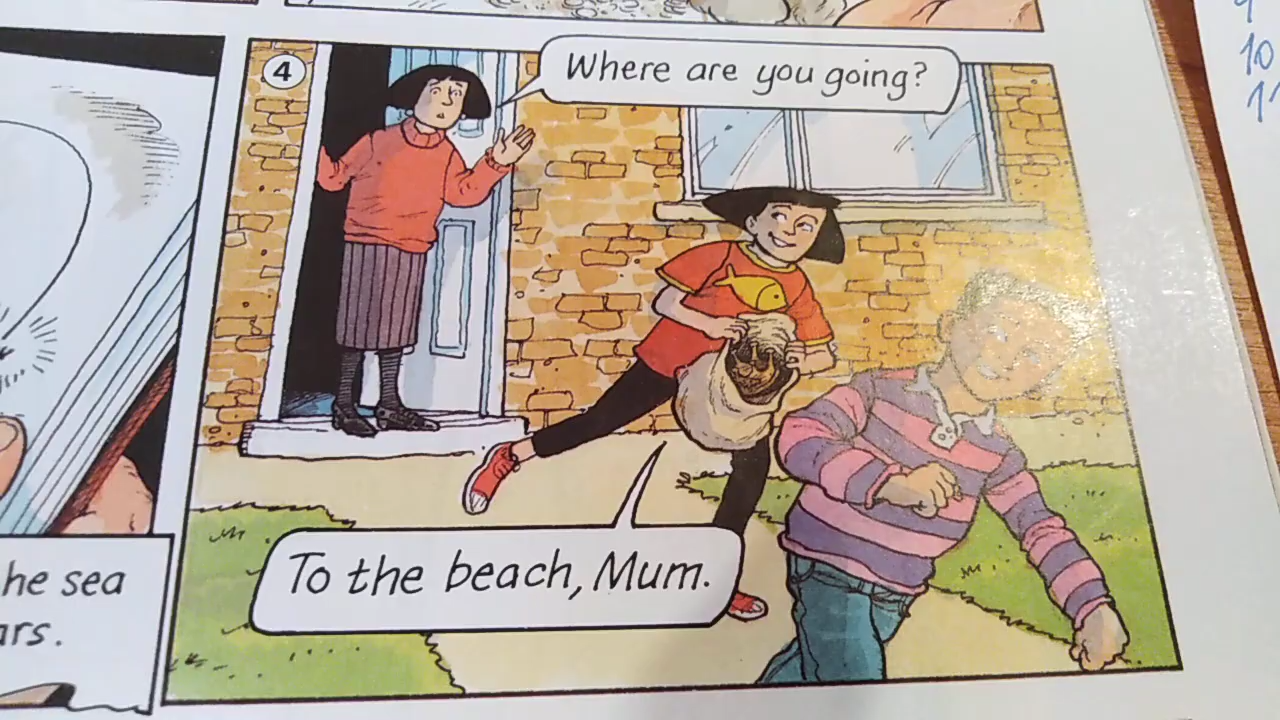 4
Where are you going?
To the beach, Mum.
he sea
ars.
10